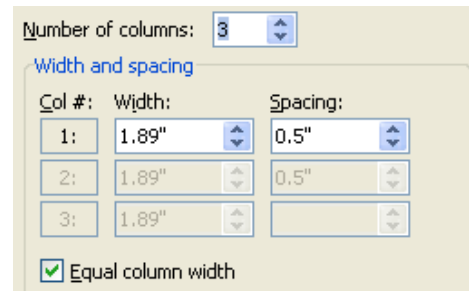 Number of columns: 3
Width and spacing
Col #: Width: Spacing:
1: 1.89" 0.5"
2: 1.89" 0.5"
3: 1.89"
Equal column width